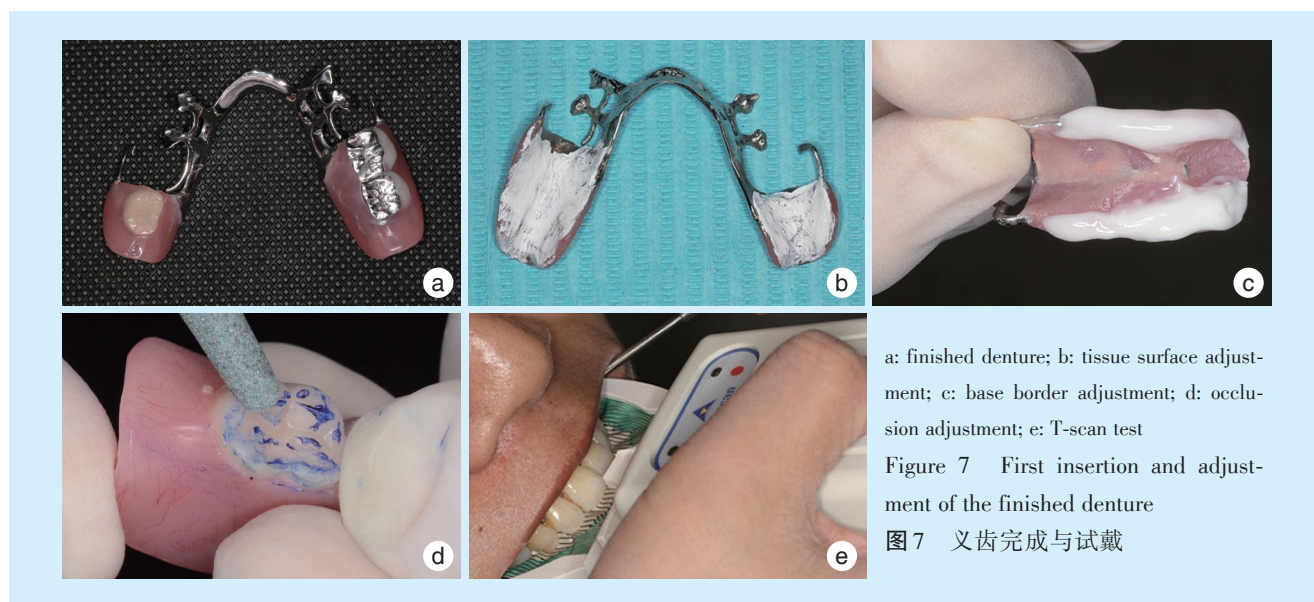 a
b
c
d
e
a: finished denture; b: tissue surface adjust-
ment; c: base border adjustment; d: occlu-
sion adjustment; e: T-scan test
Figure 7 First insertion and adjust-
ment of the finished denture
图7 义齿完成与试戴